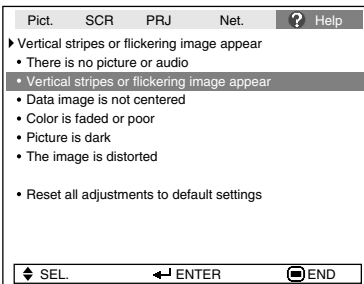 Pict. SCR PRJ Net. ? Help
Vertical stripes or flickering image appear
• There is no picture or audio
• Vertical stripes or flickering image appear
• Data image is not centered
• Color is faded or poor
• Picture is dark
• The image is distorted
• Reset all adjustments to default settings
SEL. ENTER END